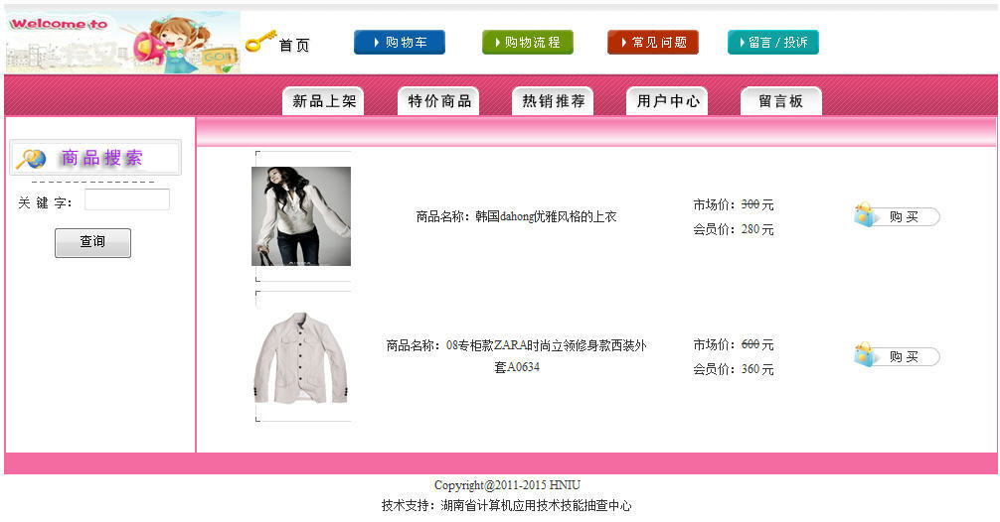 Welcome to
GO!!
首页
购物车
购物流程
常见问题
留言 / 投诉
新品上架
特价商品
热销推荐
用户中心
留言板
商品搜索
关 键 字：
查询
商品名称：韩国dahong优雅风格的上衣
市场价：300 元
会员价：280 元
购 买
商品名称：08专柜款ZARA时尚立领修身款西装外
套A0634
市场价：600 元
会员价：360 元
购 买
Copyright@2011-2015 HNIU
技术支持：湖南省计算机应用技术技能抽查中心